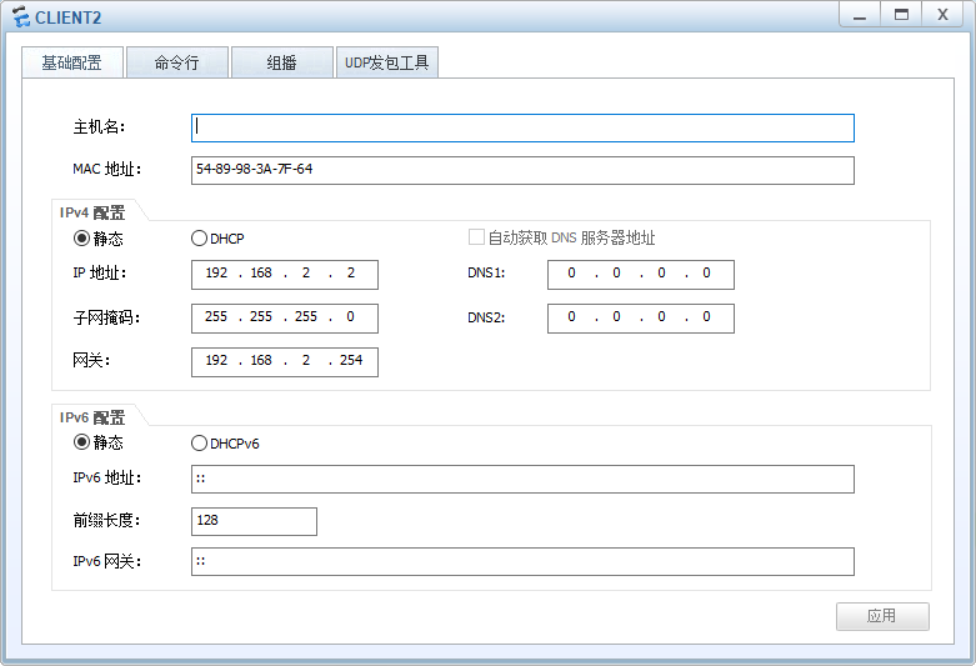 CLIENT2
基础配置 命令行 组播 UDP发包工具
主机名:
MAC 地址: 54-89-98-3A-7F-64
IPv4 配置
静态 DHCP 自动获取 DNS 服务器地址
IP 地址: 192 . 168 . 2 . 2 DNS1: 0 . 0 . 0 . 0
子网掩码: 255 . 255 . 255 . 0 DNS2: 0 . 0 . 0 . 0
网关: 192 . 168 . 2 . 254
IPv6 配置
静态 DHCPv6
IPv6 地址: ::
前缀长度: 128
IPv6 网关: ::
应用